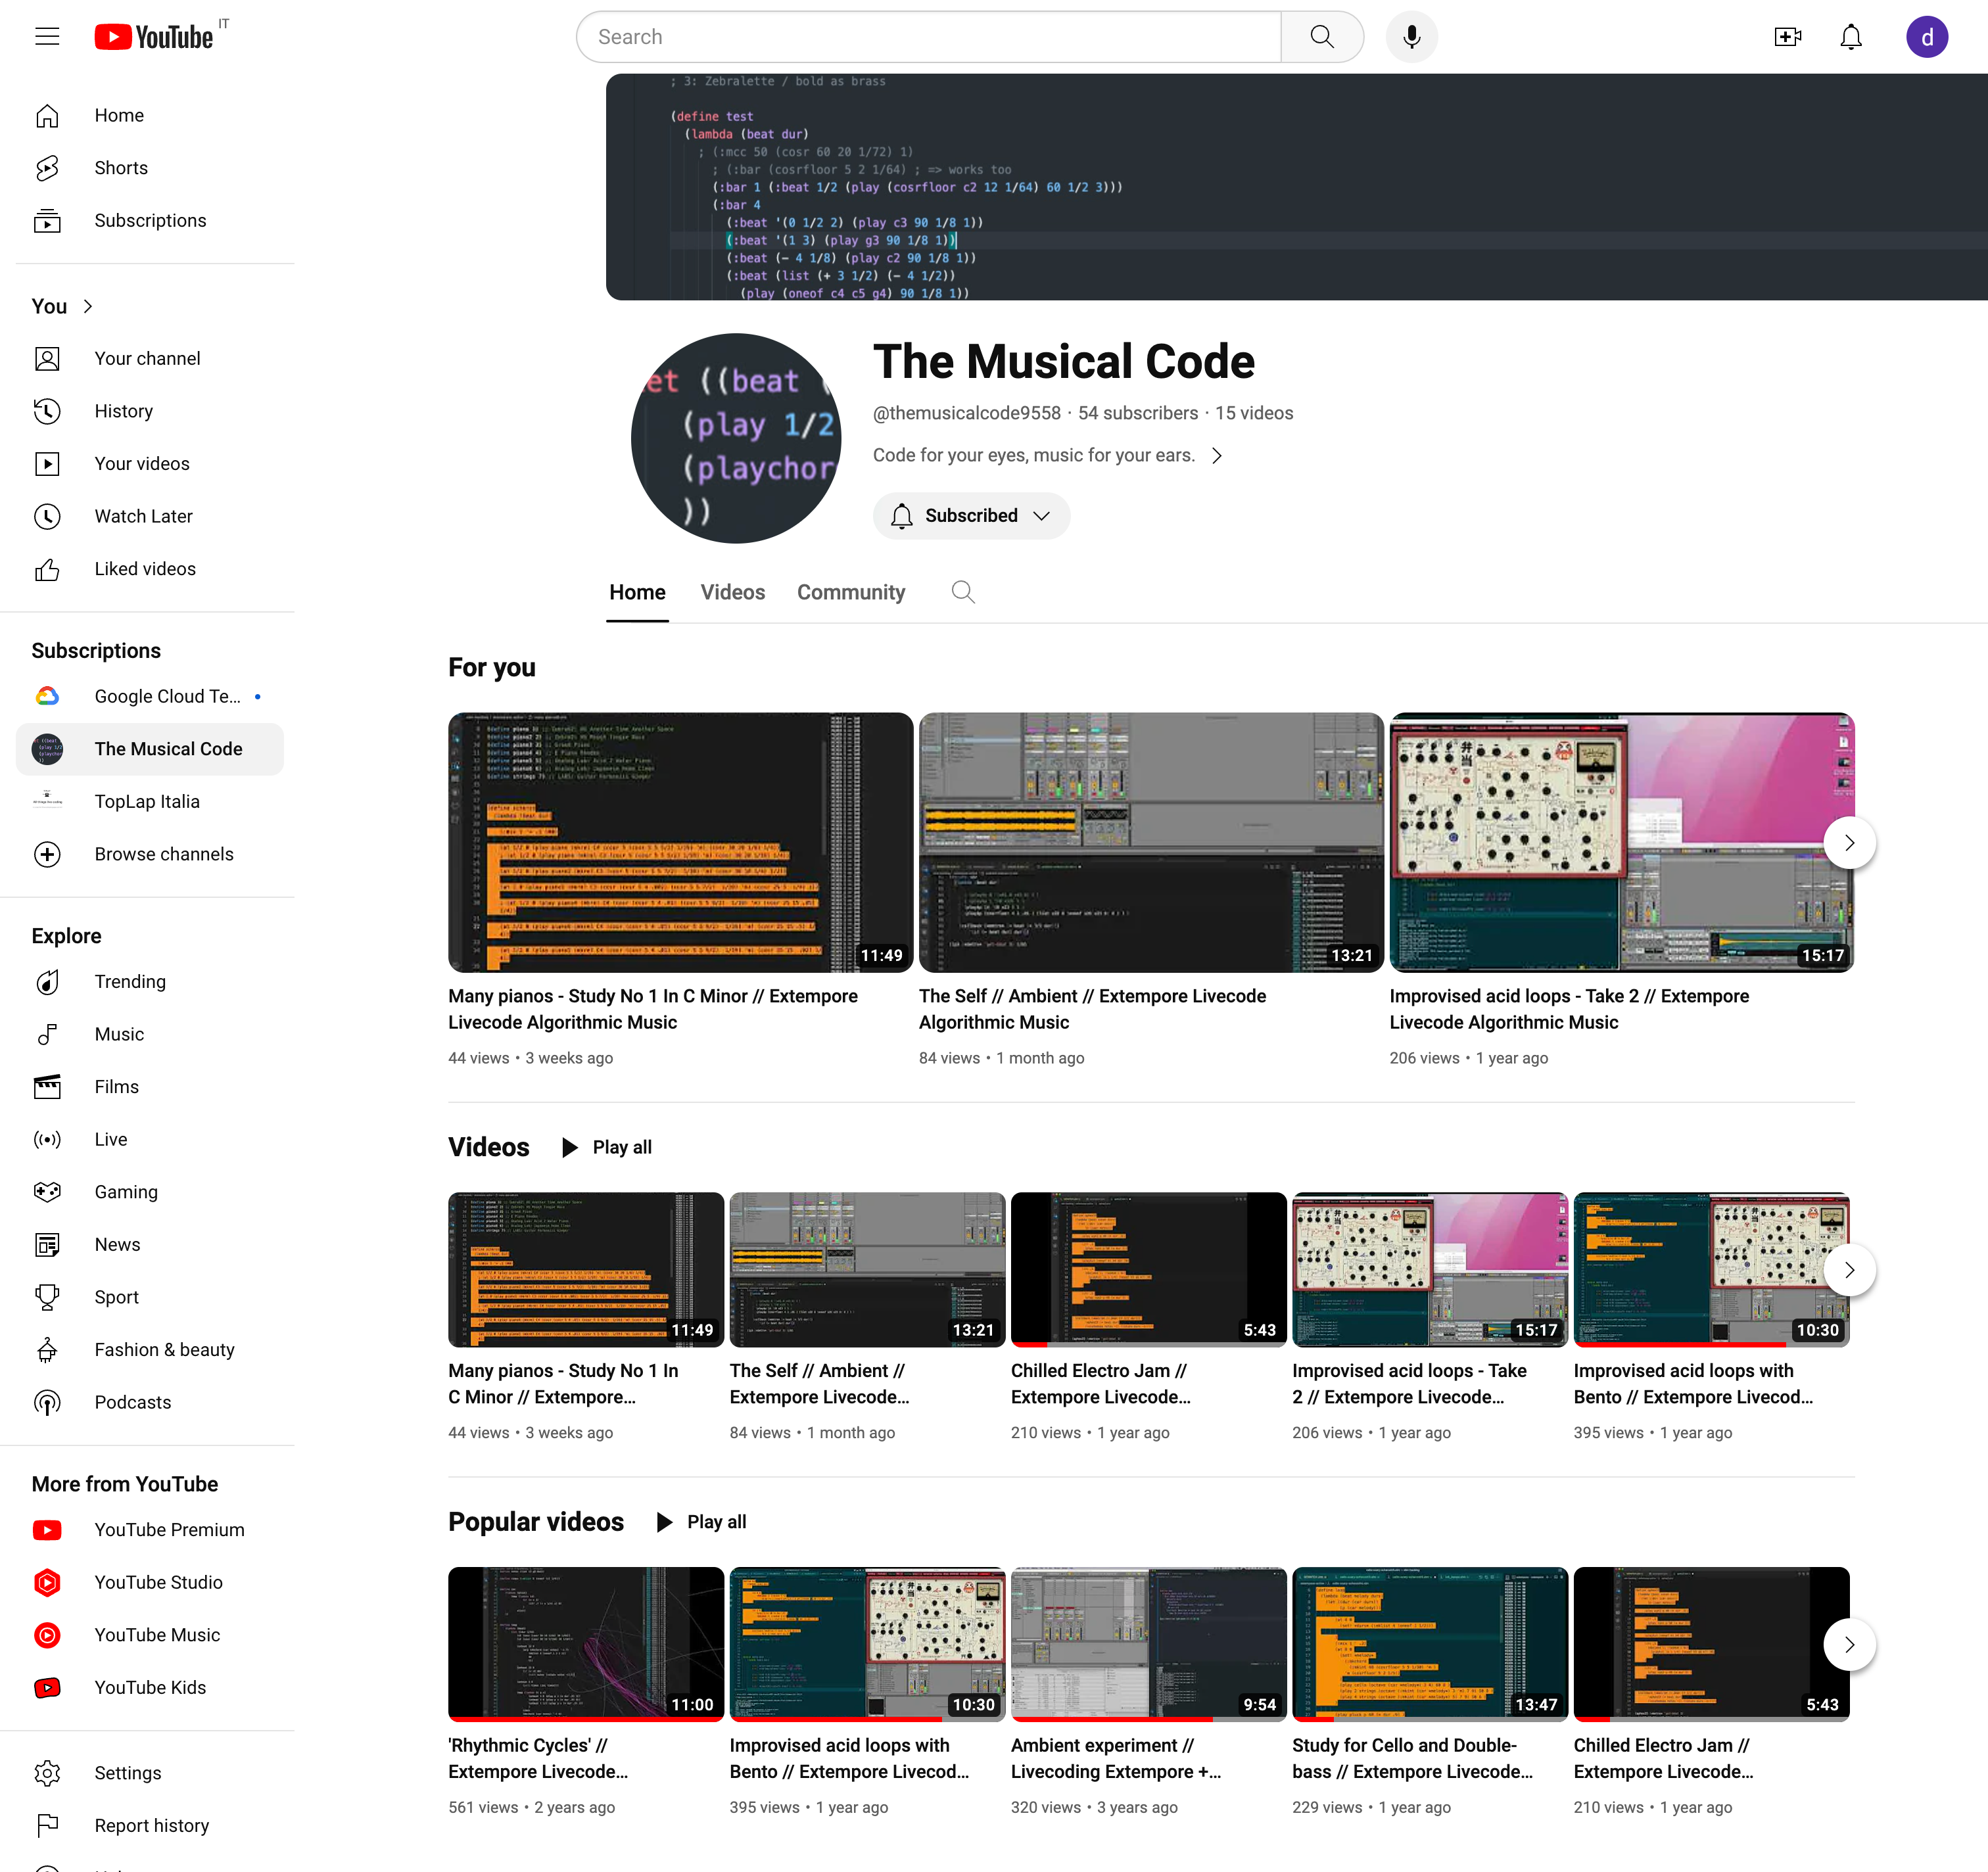 YouTube IT
Search
d
Home
Shorts
Subscriptions
You
Your channel
History
Your videos
Watch Later
Liked videos
Subscriptions
Google Cloud Te...
The Musical Code
TopLap Italia
Browse channels
Explore
Trending
Music
Films
Live
Gaming
News
Sport
Fashion & beauty
Podcasts
More from YouTube
YouTube Premium
YouTube Studio
YouTube Music
YouTube Kids
Settings
Report history
; 3: Zebralette / bold as brass
(define test
(lambda (beat dur)
; (:mcc 50 (cosr 60 20 1/72) 1)
; (:bar (cosrfloor 5 2 1/64) ; => works too
(:bar 1 (:beat 1/2 (play (cosrfloor c2 12 1/64) 60 1/2 3)))
(:bar 4
(:beat '(0 1/2 2) (play c3 90 1/8 1))
(:beat '(1 3) (play g3 90 1/8 1))
(:beat (- 4 1/8) (play c2 90 1/8 1))
(:beat (list (+ 3 1/2) (- 4 1/2))
(play (oneof c4 c5 g4) 90 1/8 1))
et ((beat (
(play 1/2
(playchor
))
The Musical Code
@themusicalcode9558 · 54 subscribers · 15 videos
Code for your eyes, music for your ears.
Subscribed
Home Videos Community
For you
11:49
13:21
15:17
Many pianos - Study No 1 In C Minor // Extempore
Livecode Algorithmic Music
44 views • 3 weeks ago
The Self // Ambient // Extempore Livecode
Algorithmic Music
84 views • 1 month ago
Improvised acid loops - Take 2 // Extempore
Livecode Algorithmic Music
206 views • 1 year ago
Videos Play all
11:49
13:21
5:43
15:17
10:30
Many pianos - Study No 1 In
C Minor // Extempore...
44 views • 3 weeks ago
The Self // Ambient //
Extempore Livecode...
84 views • 1 month ago
Chilled Electro Jam //
Extempore Livecode...
210 views • 1 year ago
Improvised acid loops - Take
2 // Extempore Livecode...
206 views • 1 year ago
Improvised acid loops with
Bento // Extempore Livecod...
395 views • 1 year ago
Popular videos Play all
11:00
10:30
9:54
13:47
5:43
'Rhythmic Cycles' //
Extempore Livecode...
561 views • 2 years ago
Improvised acid loops with
Bento // Extempore Livecod...
395 views • 1 year ago
Ambient experiment //
Livecoding Extempore +...
320 views • 3 years ago
Study for Cello and Double-
bass // Extempore Livecode...
229 views • 1 year ago
Chilled Electro Jam //
Extempore Livecode...
210 views • 1 year ago